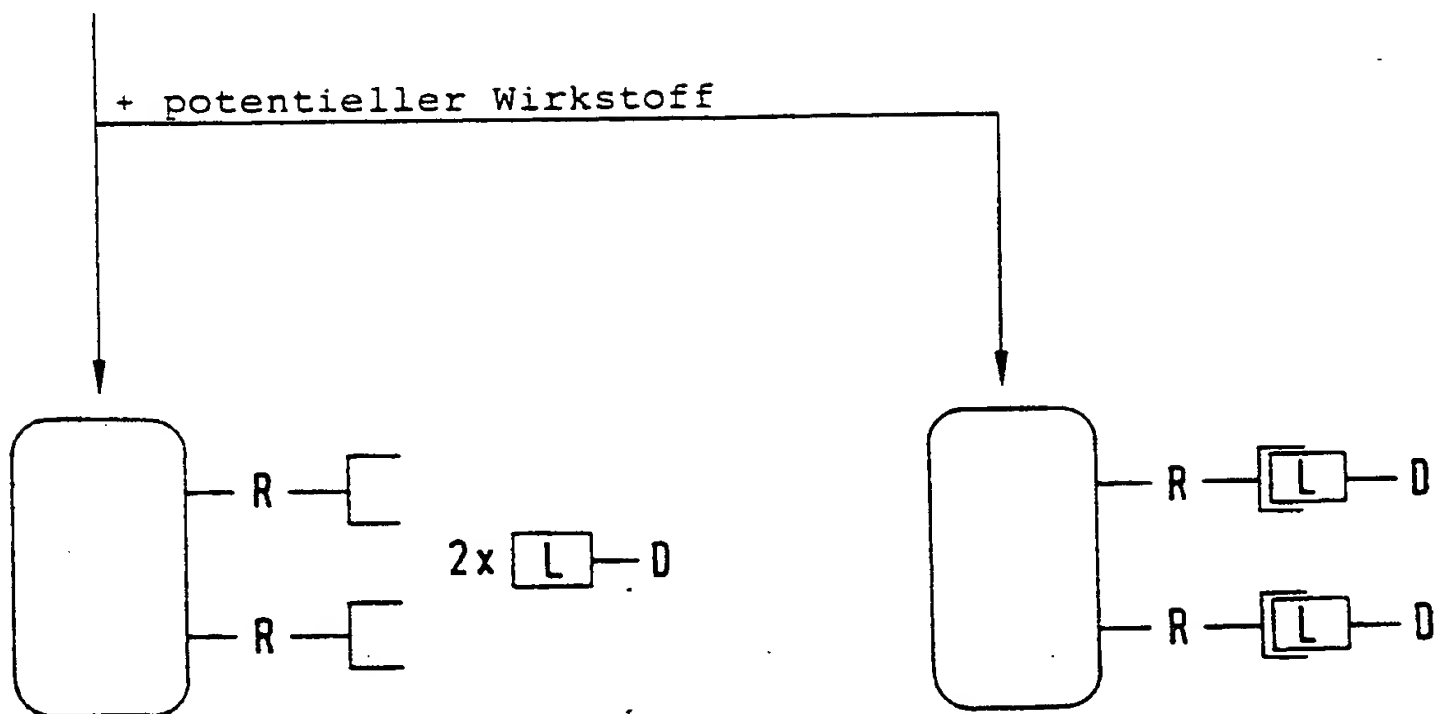 + potentieller Wirkstoff
R
R
2x L D
R L D
R L D